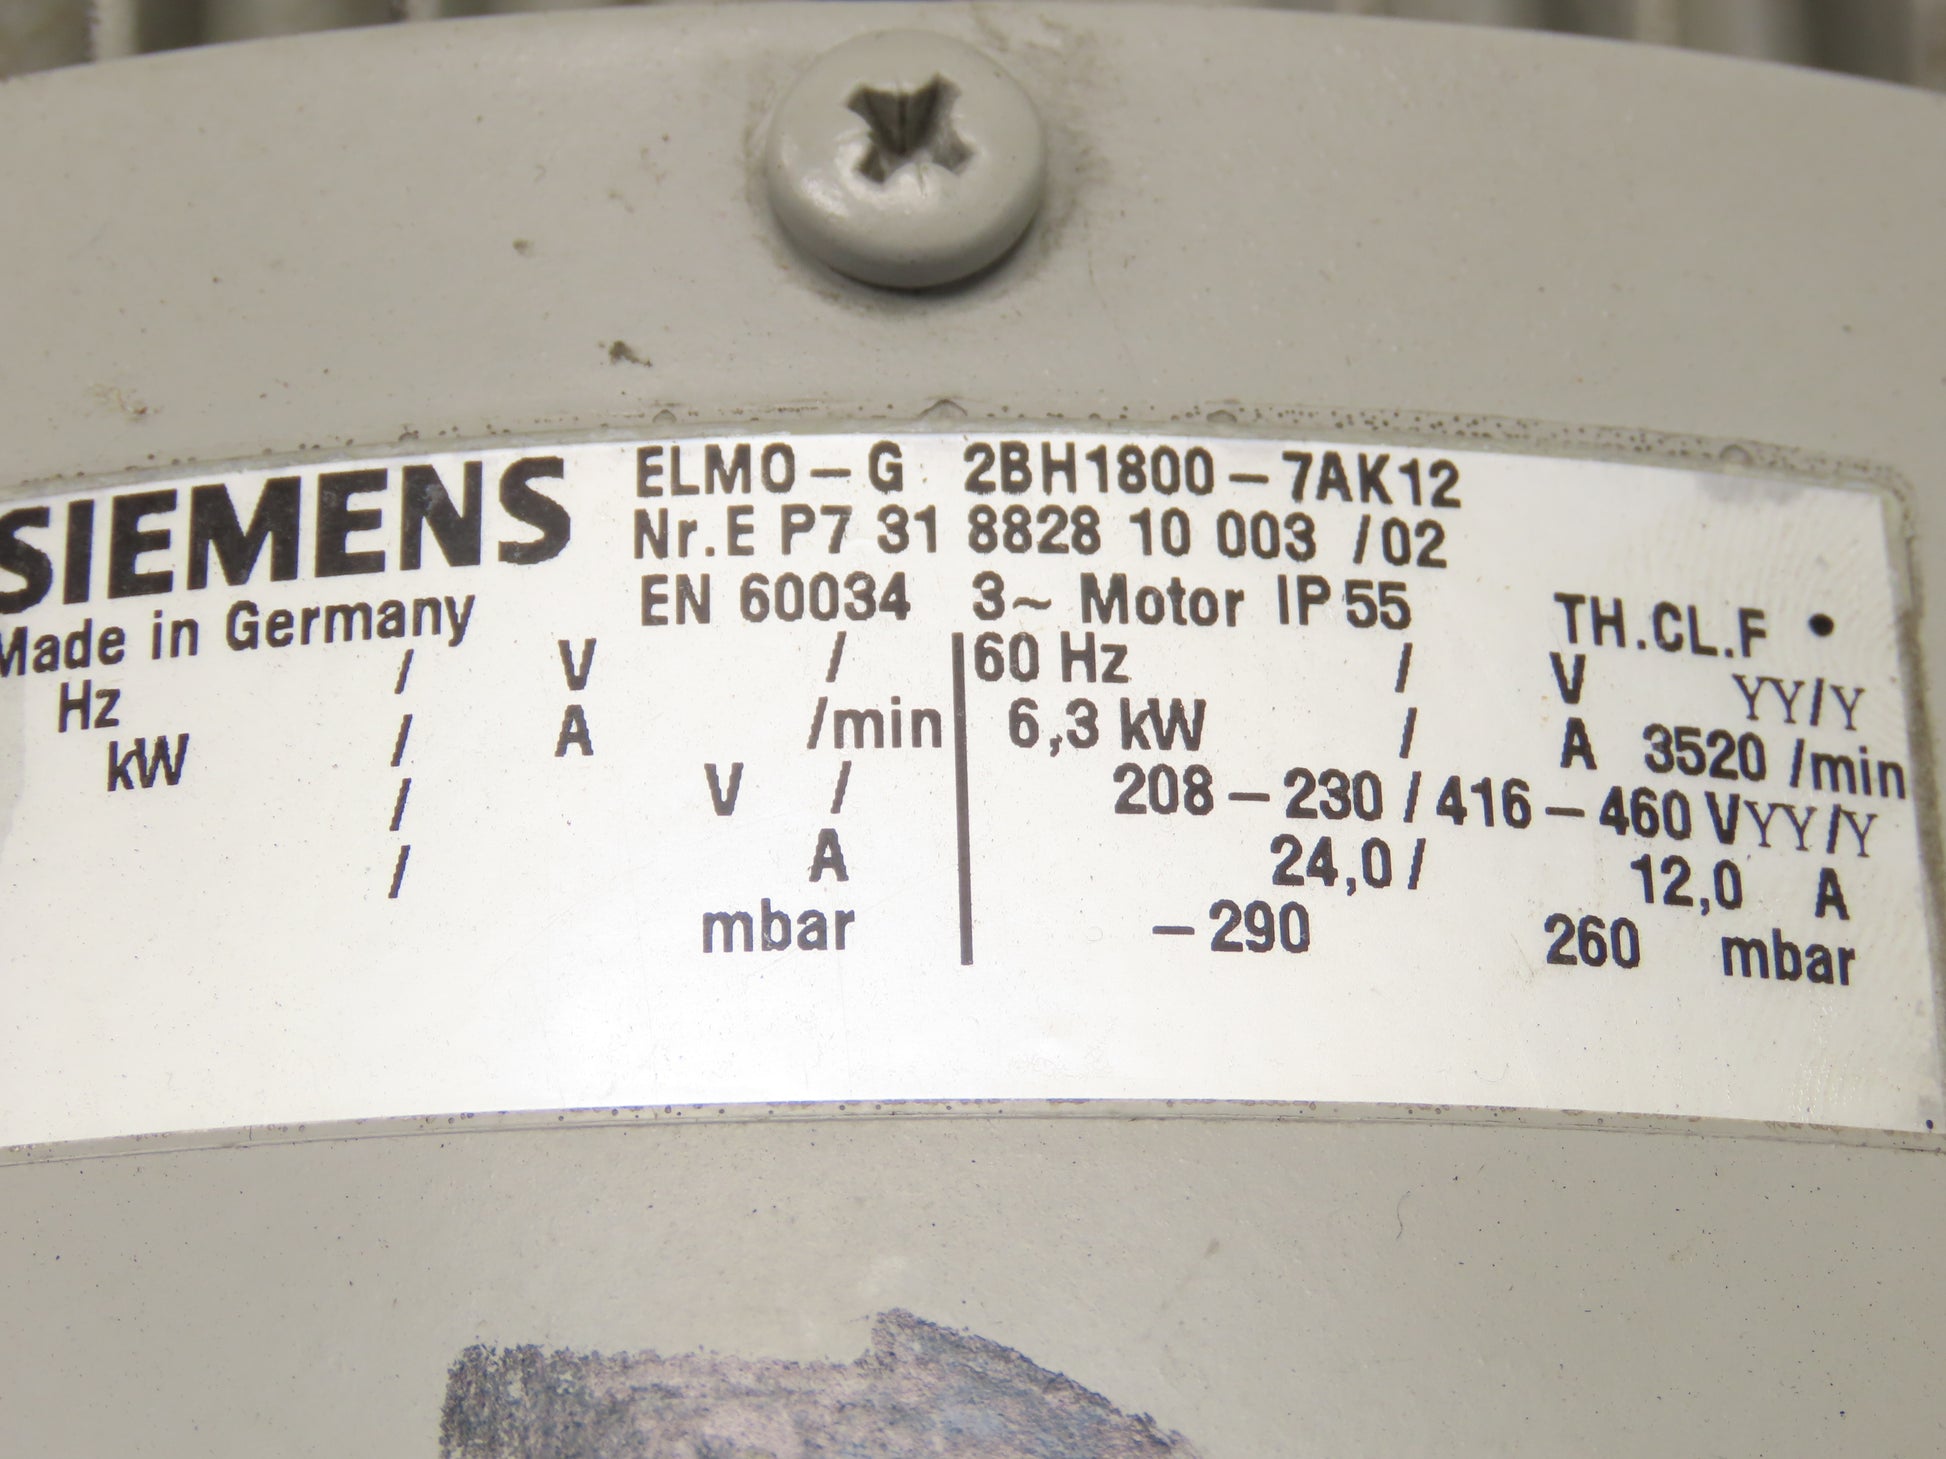 SIEMENS ELMO-G 2BH1800-7AK12
Nr.E P7 31 8828 10 003 /02
Made in Germany EN 60034 3~ Motor IP 55 TH.CL.F •
Hz / V / 60 Hz / V YY/Y
kW / A /min 6,3 kW / A 3520 /min
/ V / 208-230/416-460 V YY/Y
/ A 24,0/ 12,0 A
mbar -290 260 mbar